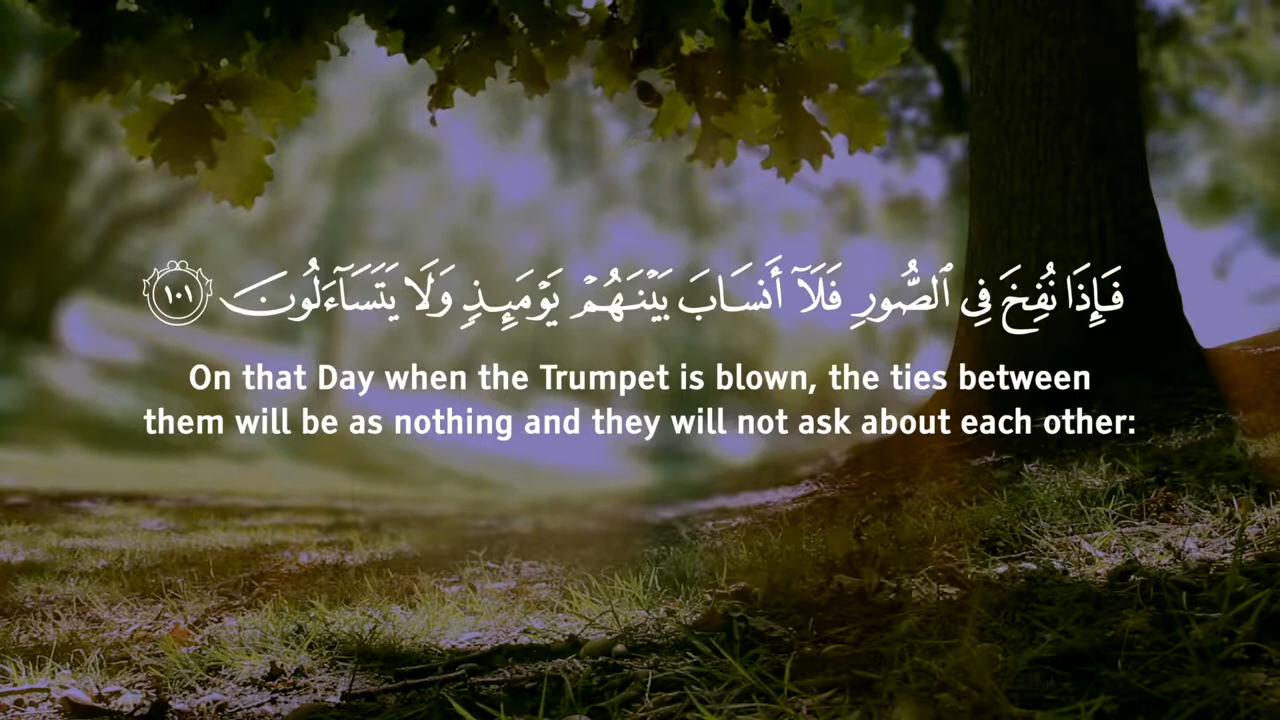 فَإِذَا نُفِخَ فِى ٱلصُّورِ فَلَآ أَنسَابَ بَيْنَهُمْ يَوْمَئِذٍ وَلَا يَتَسَآءَلُونَ ١٠١
On that Day when the Trumpet is blown, the ties between
them will be as nothing and they will not ask about each other: